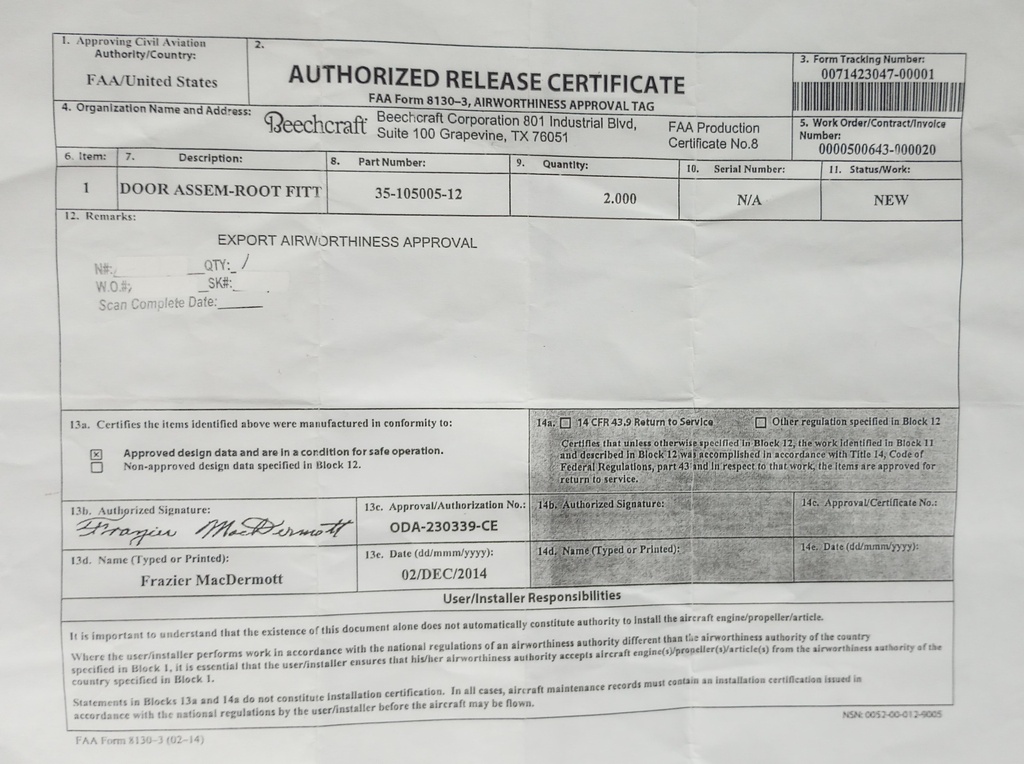 1. Approving Civil Aviation Authority/Country:
FAA/United States
2.
AUTHORIZED RELEASE CERTIFICATE
FAA Form 8130–3, AIRWORTHINESS APPROVAL TAG
3. Form Tracking Number:
0071423047-00001
4. Organization Name and Address:
Beechcraft
Beechcraft Corporation 801 Industrial Blvd,
Suite 100 Grapevine, TX 76051
FAA Production
Certificate No.8
5. Work Order/Contract/Invoice
Number:
0000500643-000020
6. Item:
7. Description:
8. Part Number:
9. Quantity:
10. Serial Number:
11. Status/Work:
1
DOOR ASSEM-ROOT FITT
35-105005-12
2.000
N/A
NEW
12. Remarks:
EXPORT AIRWORTHINESS APPROVAL
N#: QTY: /
W.O.#; SK#:
Scan Complete Date:
13a. Certifies the items identified above were manufactured in conformity to:
Approved design data and are in a condition for safe operation.
Non-approved design data specified in Block 12.
14a. 14 CFR 43.9 Return to Service Other regulation specified in Block 12
Certifies that unless otherwise specified in Block 12, the work identified in Block 11
and described in Block 12 was accomplished in accordance with Title 14, Code of
Federal Regulations, part 43 and in respect to that work, the items are approved for
return to service.
13b. Authorized Signature:
Frazier MacDermott
13c. Approval/Authorization No.:
ODA-230339-CE
14b. Authorized Signature:
14c. Approval/Certificate No.:
13d. Name (Typed or Printed):
Frazier MacDermott
13e. Date (dd/mmm/yyyy):
02/DEC/2014
14d. Name (Typed or Printed):
14e. Date (dd/mmm/yyyy):
User/Installer Responsibilities
It is important to understand that the existence of this document alone does not automatically constitute authority to install the aircraft engine/propeller/article.
Where the user/installer performs work in accordance with the national regulations of an airworthiness authority different than the airworthiness authority of the country
specified in Block 1, it is essential that the user/installer ensures that his/her airworthiness authority accepts aircraft engine(s)/propeller(s)/article(s) from the airworthiness authority of the
country specified in Block 1.
Statements in Blocks 13a and 14a do not constitute installation certification. In all cases, aircraft maintenance records must contain an installation certification issued in
accordance with the national regulations by the user/installer before the aircraft may be flown.
FAA Form 8130–3 (02-14)
NSN: 0052-00-012-9005